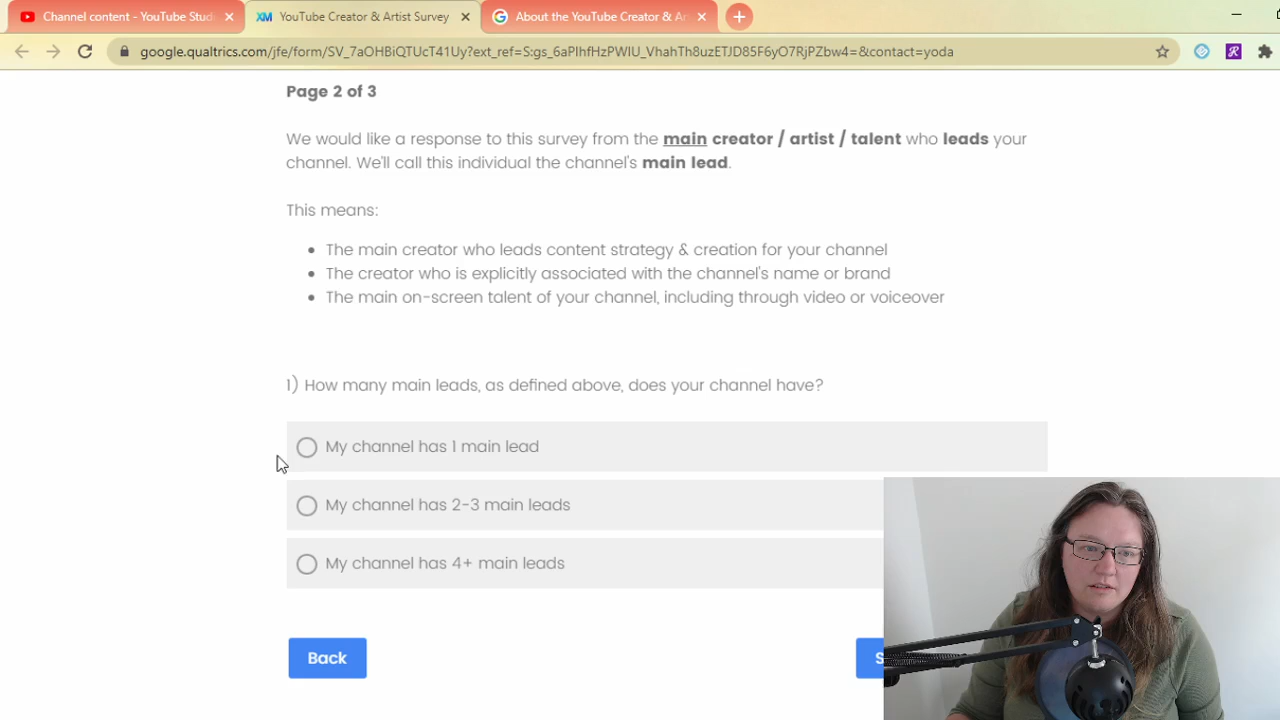 Channel content - YouTube Stud
YouTube Creator & Artist Survey
About the YouTube Creator & Ar
google.qualtrics.com/jfe/form/SV_7aOHBiQTUcT41Uy?ext_ref=S:gs_6aPIhfHzPWIU_VhahTh8uzETJD85F6yO7RjPZbw4=&contact=yoda
Page 2 of 3
We would like a response to this survey from the main creator / artist / talent who leads your
channel. We'll call this individual the channel's main lead.
This means:
• The main creator who leads content strategy & creation for your channel
• The creator who is explicitly associated with the channel's name or brand
• The main on-screen talent of your channel, including through video or voiceover
1) How many main leads, as defined above, does your channel have?
My channel has 1 main lead
My channel has 2-3 main leads
My channel has 4+ main leads
Back